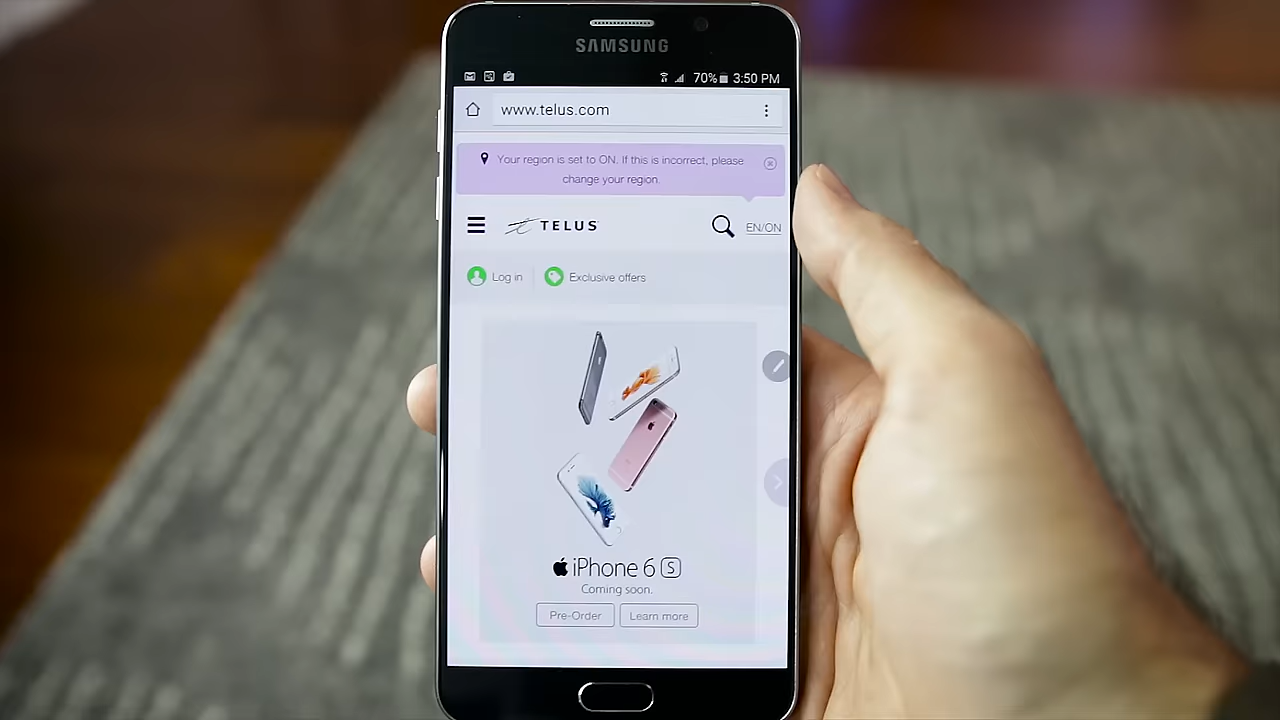 SAMSUNG
70% 3:50 PM
www.telus.com
Your region is set to ON. If this is incorrect, please
change your region.
TELUS
EN/ON
Log in
Exclusive offers
iPhone 6 S
Coming soon.
Pre-Order
Learn more